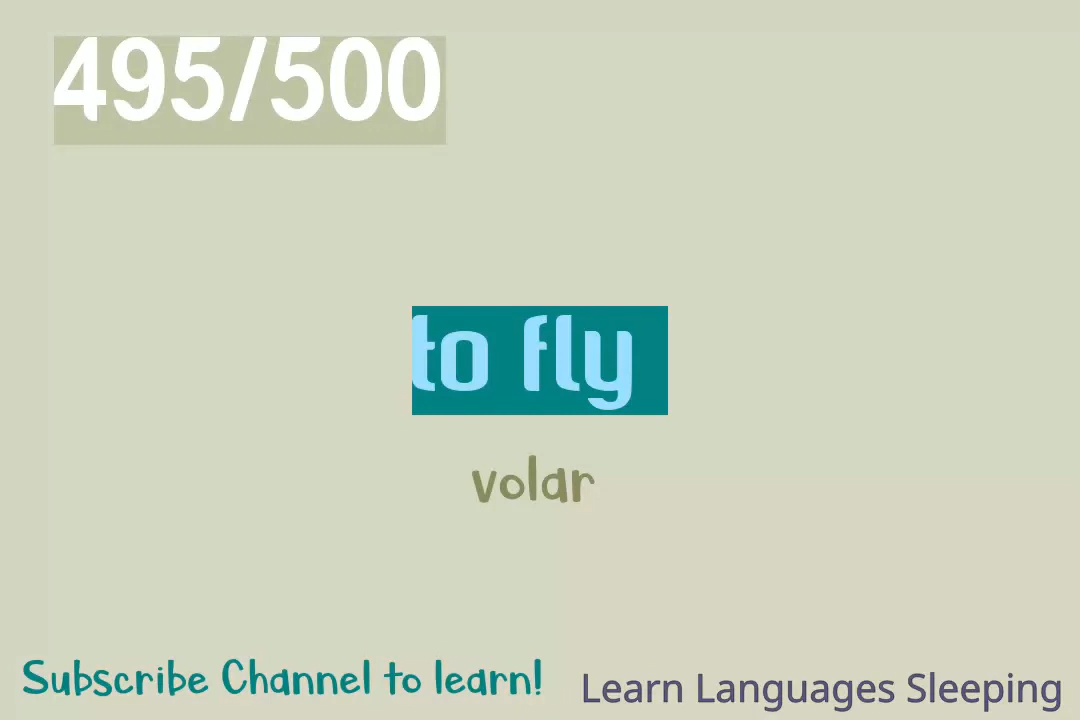 495/500
to fly
volar
Subscribe Channel to learn!
Learn Languages Sleeping